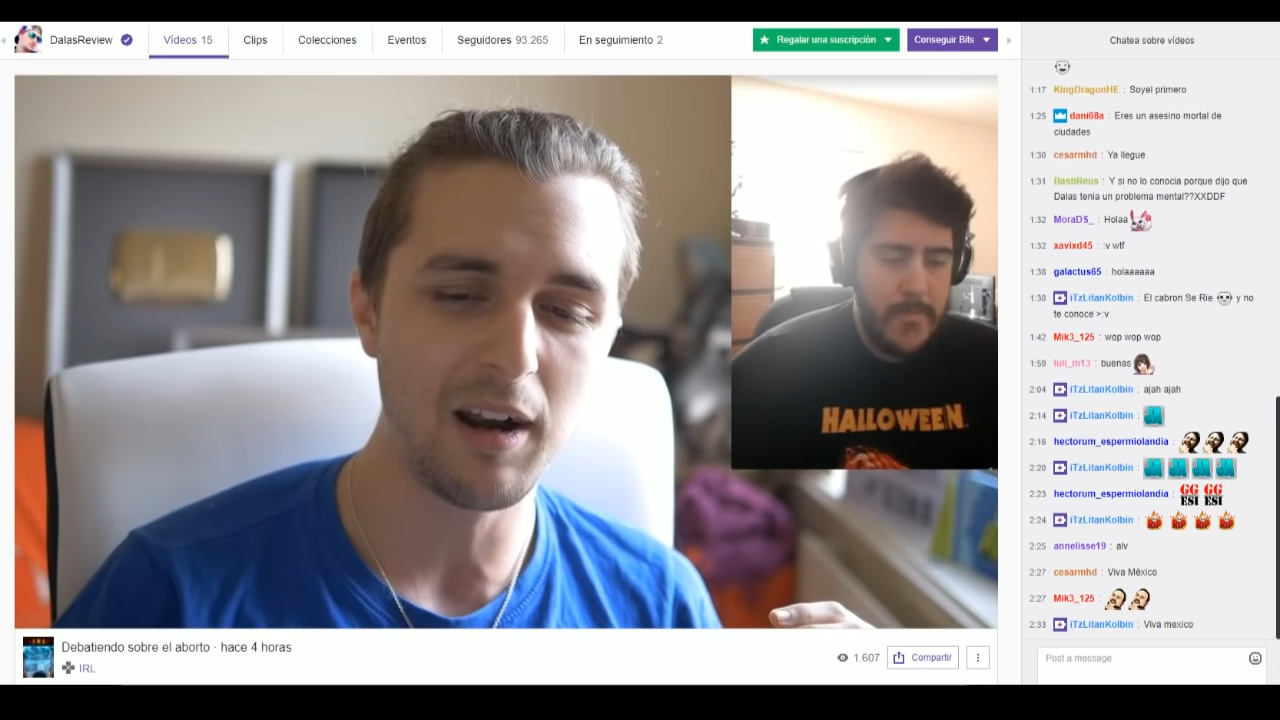 DalasReview
Vídeos 15
Clips
Colecciones
Eventos
Seguidores 93.265
En seguimiento 2
Regalar una suscripción
Conseguir Bits
Chatea sobre vídeos
1:17 KingDragonHE : Soyel primero
1:25 dani68a : Eres un asesino mortal de
ciudades
1:30 cesarmhd : Ya llegue
1:31 BastiReus : Y si no lo conocia porque dijo que
Dalas tenia un problema mental??XXDDF
1:32 MoraDS_ : Holaa
1:32 xavixd45 : :v wtf
1:38 galactus65 : holaaaaaa
1:38 iTzLitanKolbin : El cabron Se Rie y no
te conoce >:v
1:42 Mik3_125 : wop wop wop
1:59 luli_m13 : buenas
2:04 iTzLitanKolbin : ajah ajah
2:14 iTzLitanKolbin :
2:16 hectorum_espermiolandia :
2:20 iTzLitanKolbin :
2:23 hectorum_espermiolandia : GG ESI GG ESI
2:24 iTzLitanKolbin :
2:25 annelisse19 : alv
2:27 cesarmhd : Viva México
2:27 Mik3_125 :
2:33 iTzLitanKolbin : Viva mexico
Post a message
HALLOWEEN
Debatiendo sobre el aborto · hace 4 horas
IRL
1.607
Compartir